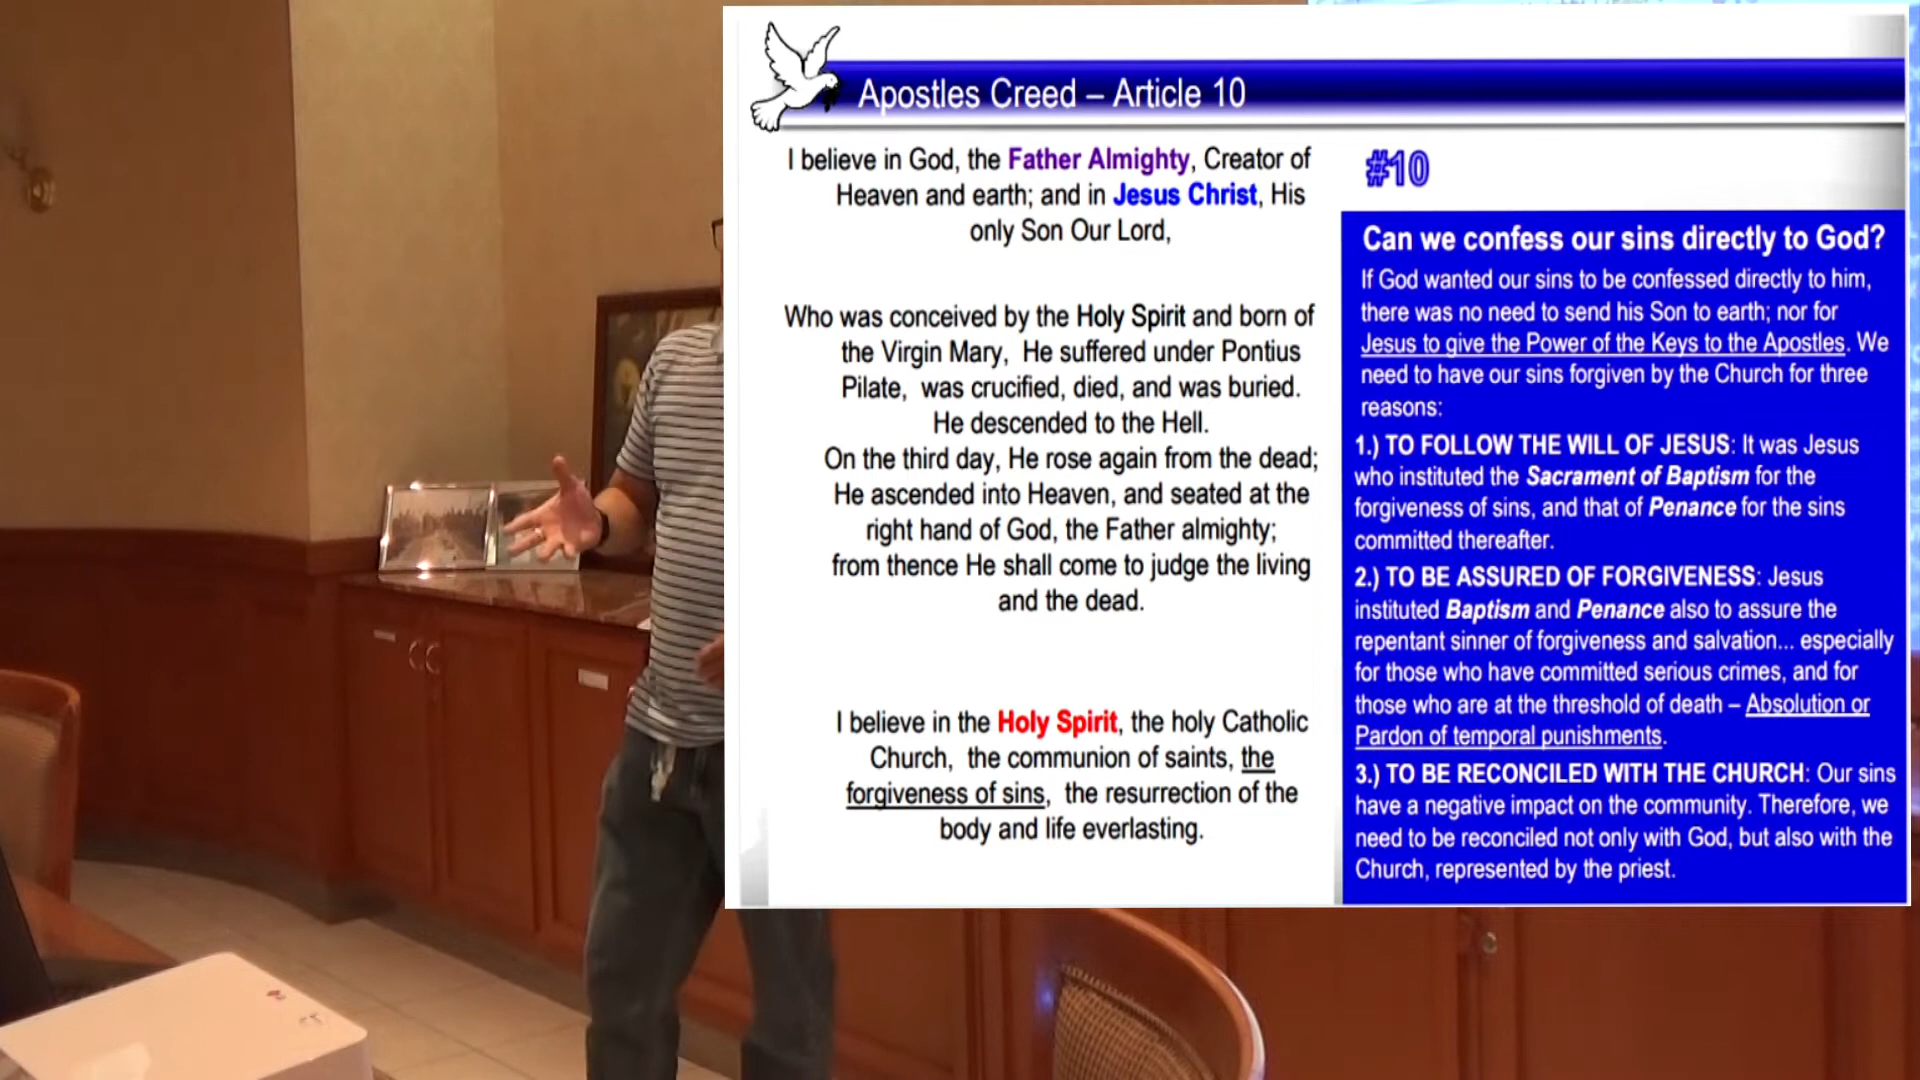 Apostles Creed – Article 10
I believe in God, the Father Almighty, Creator of
Heaven and earth; and in Jesus Christ, His
only Son Our Lord,
Who was conceived by the Holy Spirit and born of
the Virgin Mary, He suffered under Pontius
Pilate, was crucified, died, and was buried.
He descended to the Hell.
On the third day, He rose again from the dead;
He ascended into Heaven, and seated at the
right hand of God, the Father almighty;
from thence He shall come to judge the living
and the dead.
I believe in the Holy Spirit, the holy Catholic
Church, the communion of saints, the
forgiveness of sins, the resurrection of the
body and life everlasting.
#10
Can we confess our sins directly to God?
If God wanted our sins to be confessed directly to him,
there was no need to send his Son to earth; nor for
Jesus to give the Power of the Keys to the Apostles. We
need to have our sins forgiven by the Church for three
reasons:
1.) TO FOLLOW THE WILL OF JESUS: It was Jesus
who instituted the Sacrament of Baptism for the
forgiveness of sins, and that of Penance for the sins
committed thereafter.
2.) TO BE ASSURED OF FORGIVENESS: Jesus
instituted Baptism and Penance also to assure the
repentant sinner of forgiveness and salvation... especially
for those who have committed serious crimes, and for
those who are at the threshold of death – Absolution or
Pardon of temporal punishments.
3.) TO BE RECONCILED WITH THE CHURCH: Our sins
have a negative impact on the community. Therefore, we
need to be reconciled not only with God, but also with the
Church, represented by the priest.